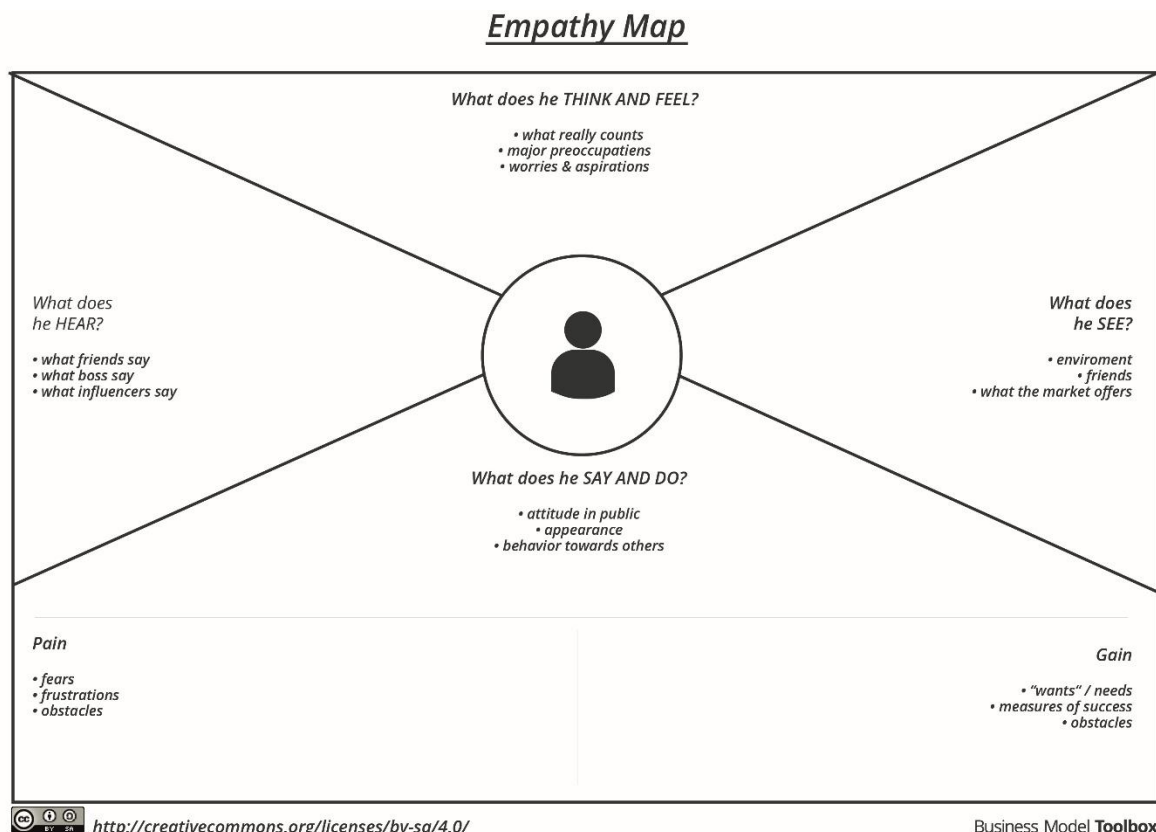 Empathy Map
What does he THINK AND FEEL?
• what really counts
• major preoccupatiens
• worries & aspirations
What does
he HEAR?
• what friends say
• what boss say
• what influencers say
What does
he SEE?
• enviroment
• friends
• what the market offers
What does he SAY AND DO?
• attitude in public
• appearance
• behavior towards others
Pain
• fears
• frustrations
• obstacles
Gain
• “wants“ / needs
• measures of success
• obstacles
cc BY SA http://creativecommons.org/licenses/by-sa/4.0/
Business Model Toolbox